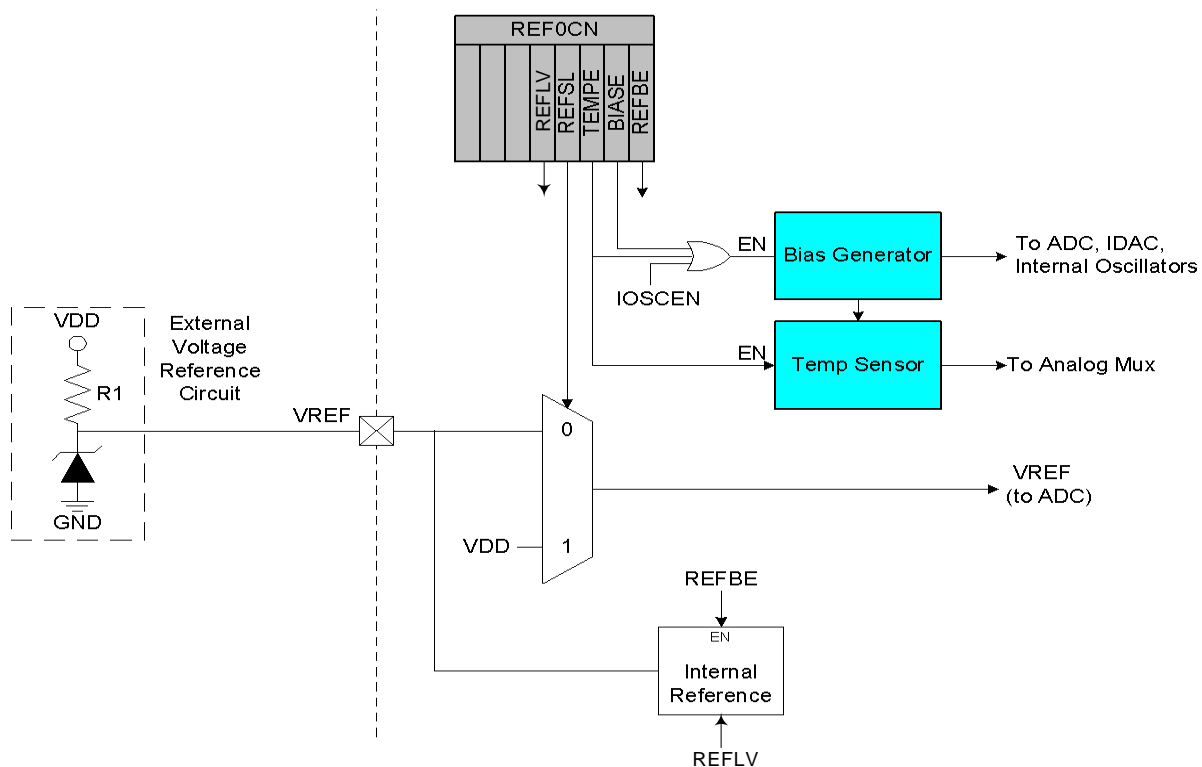 REF0CN
REFLV
REFSL
TEMPE
BIASE
REFBE
EN
Bias Generator
To ADC, IDAC,
Internal Oscillators
IOSCEN
VDD
External
Voltage
Reference
Circuit
R1
EN
Temp Sensor
To Analog Mux
VREF
0
GND
VREF
(to ADC)
VDD
1
REFBE
EN
Internal
Reference
REFLV